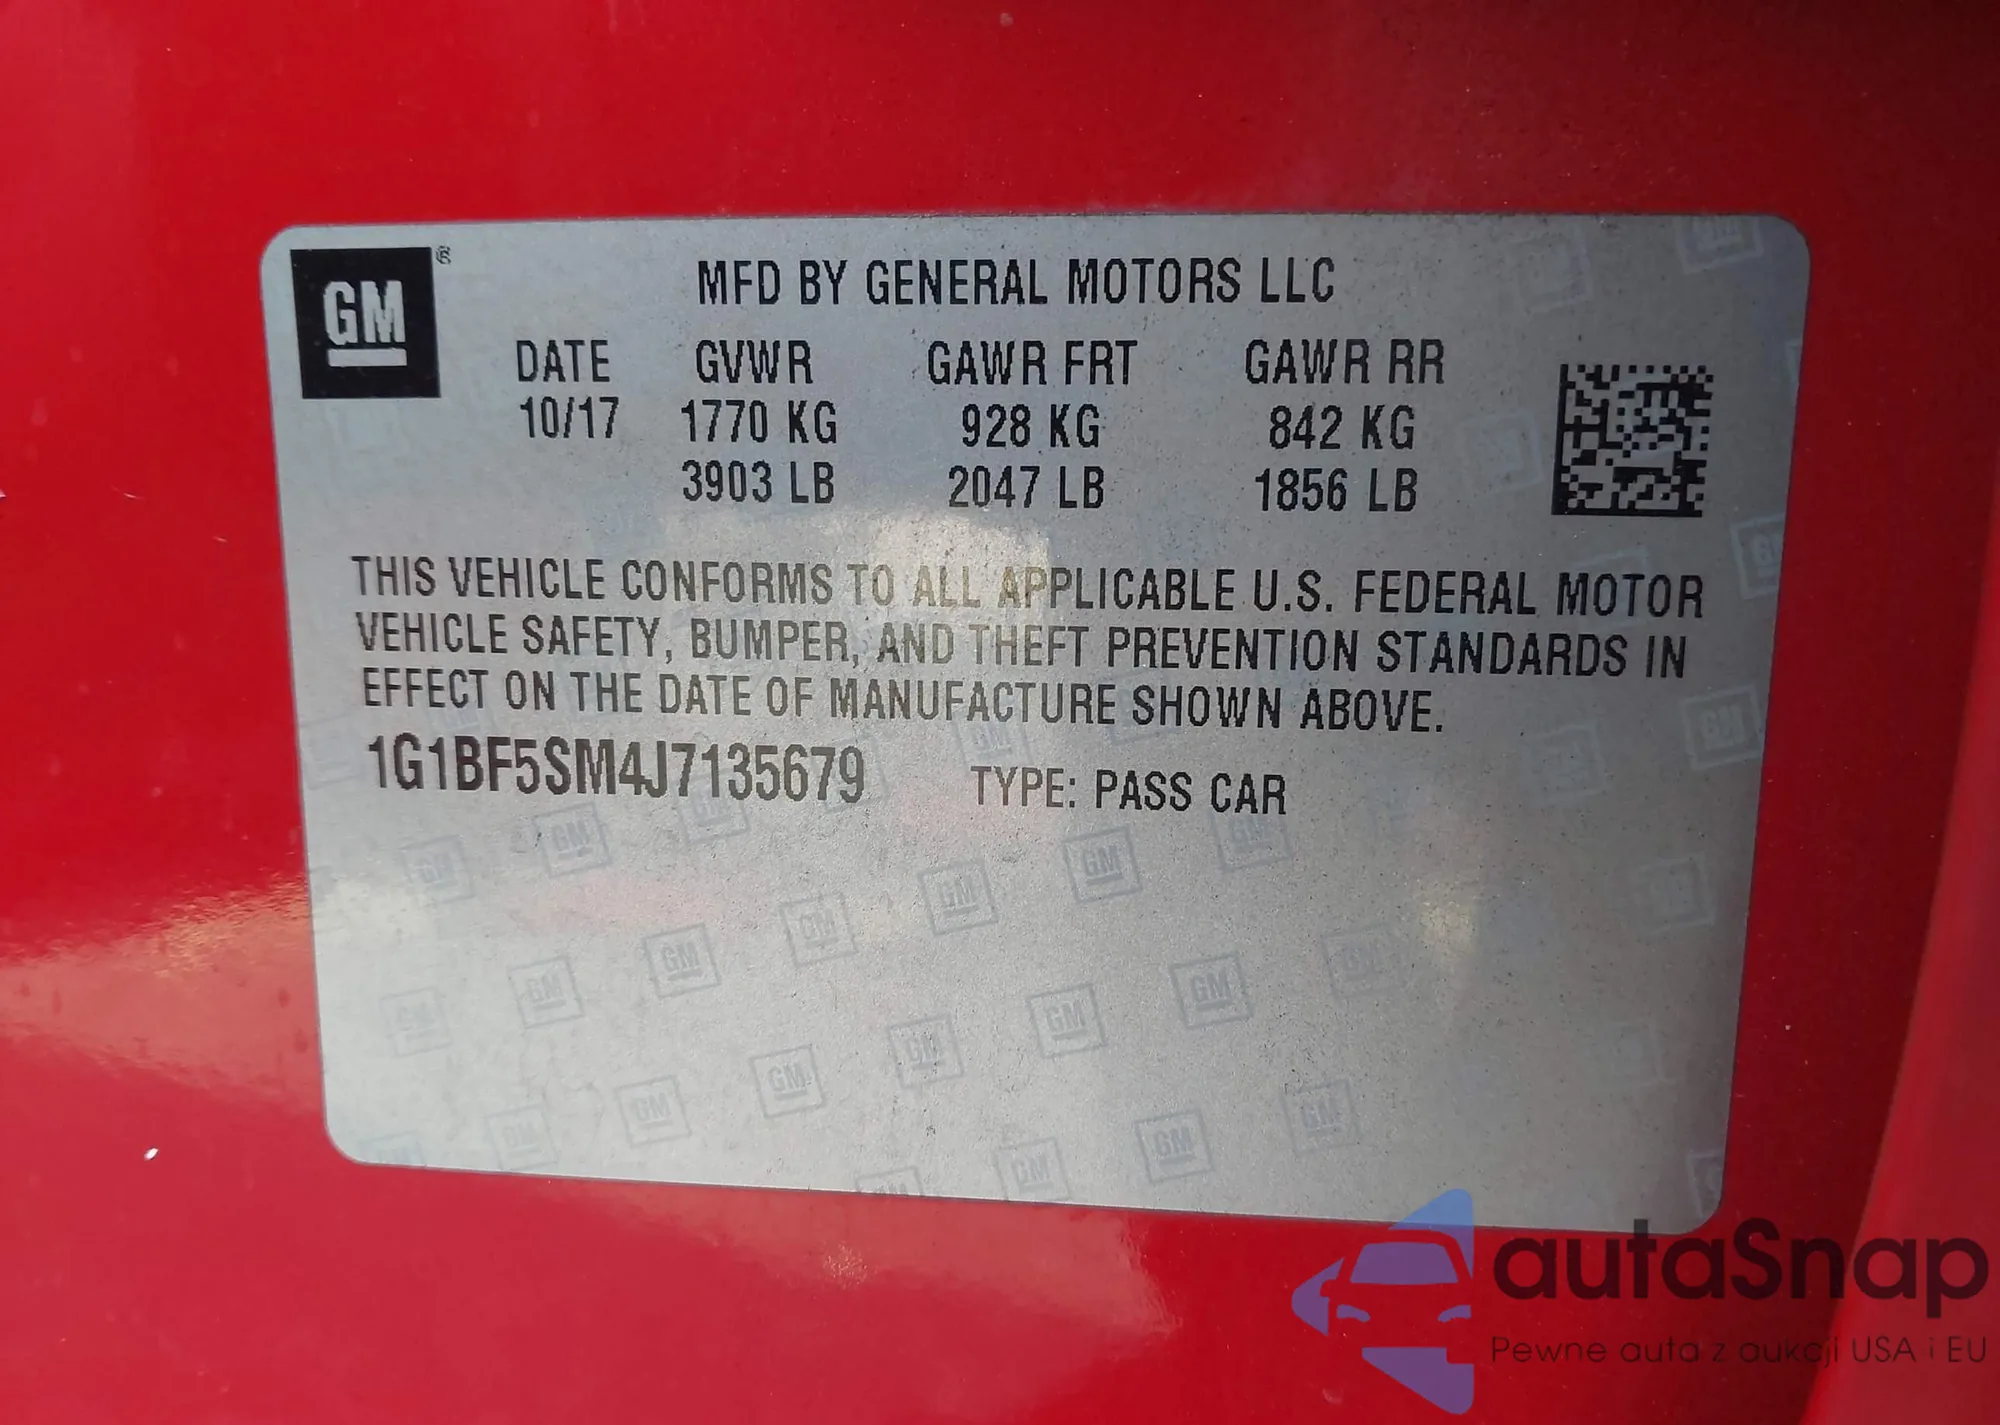 GM®
MFD BY GENERAL MOTORS LLC
DATE GVWR GAWR FRT GAWR RR
10/17 1770 KG 928 KG 842 KG
3903 LB 2047 LB 1856 LB
THIS VEHICLE CONFORMS TO ALL APPLICABLE U.S. FEDERAL MOTOR
VEHICLE SAFETY, BUMPER, AND THEFT PREVENTION STANDARDS IN
EFFECT ON THE DATE OF MANUFACTURE SHOWN ABOVE.
1G1BF5SM4J7135679 TYPE: PASS CAR
autaSnap
Pewne auta z aukcji USA i EU